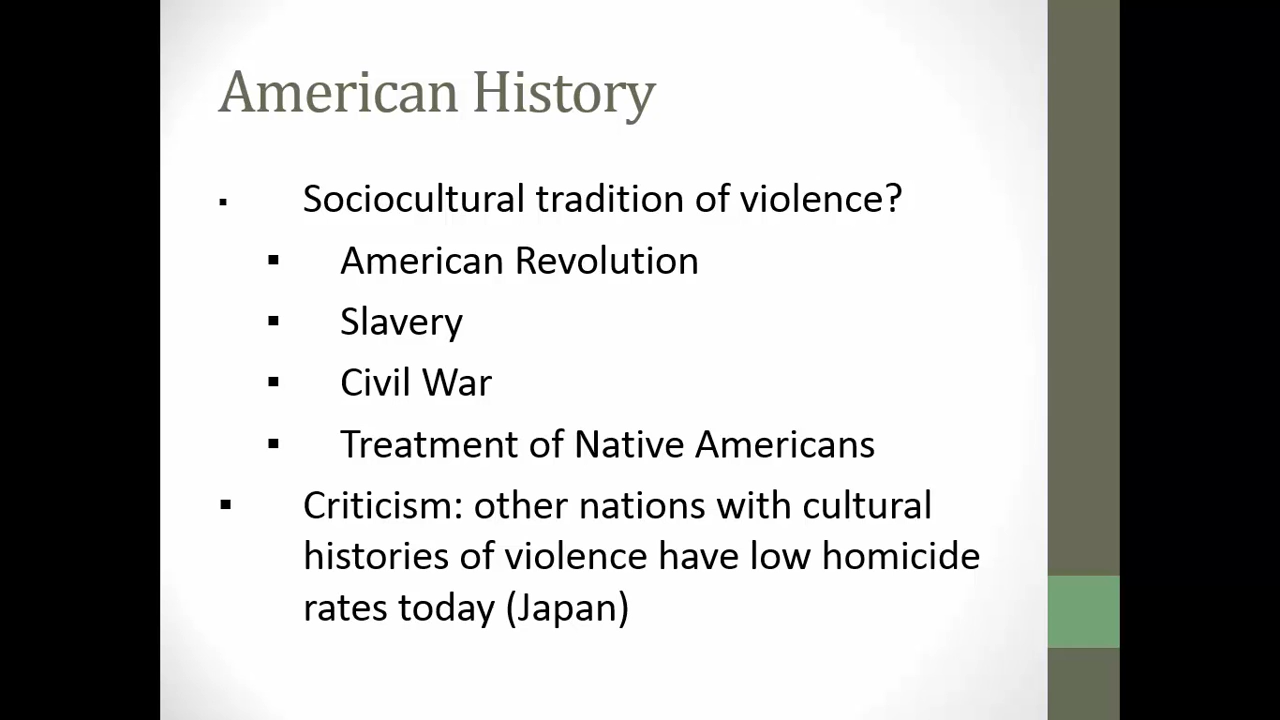 American History
▪ Sociocultural tradition of violence?
▪ American Revolution
▪ Slavery
▪ Civil War
▪ Treatment of Native Americans
▪ Criticism: other nations with cultural
histories of violence have low homicide
rates today (Japan)